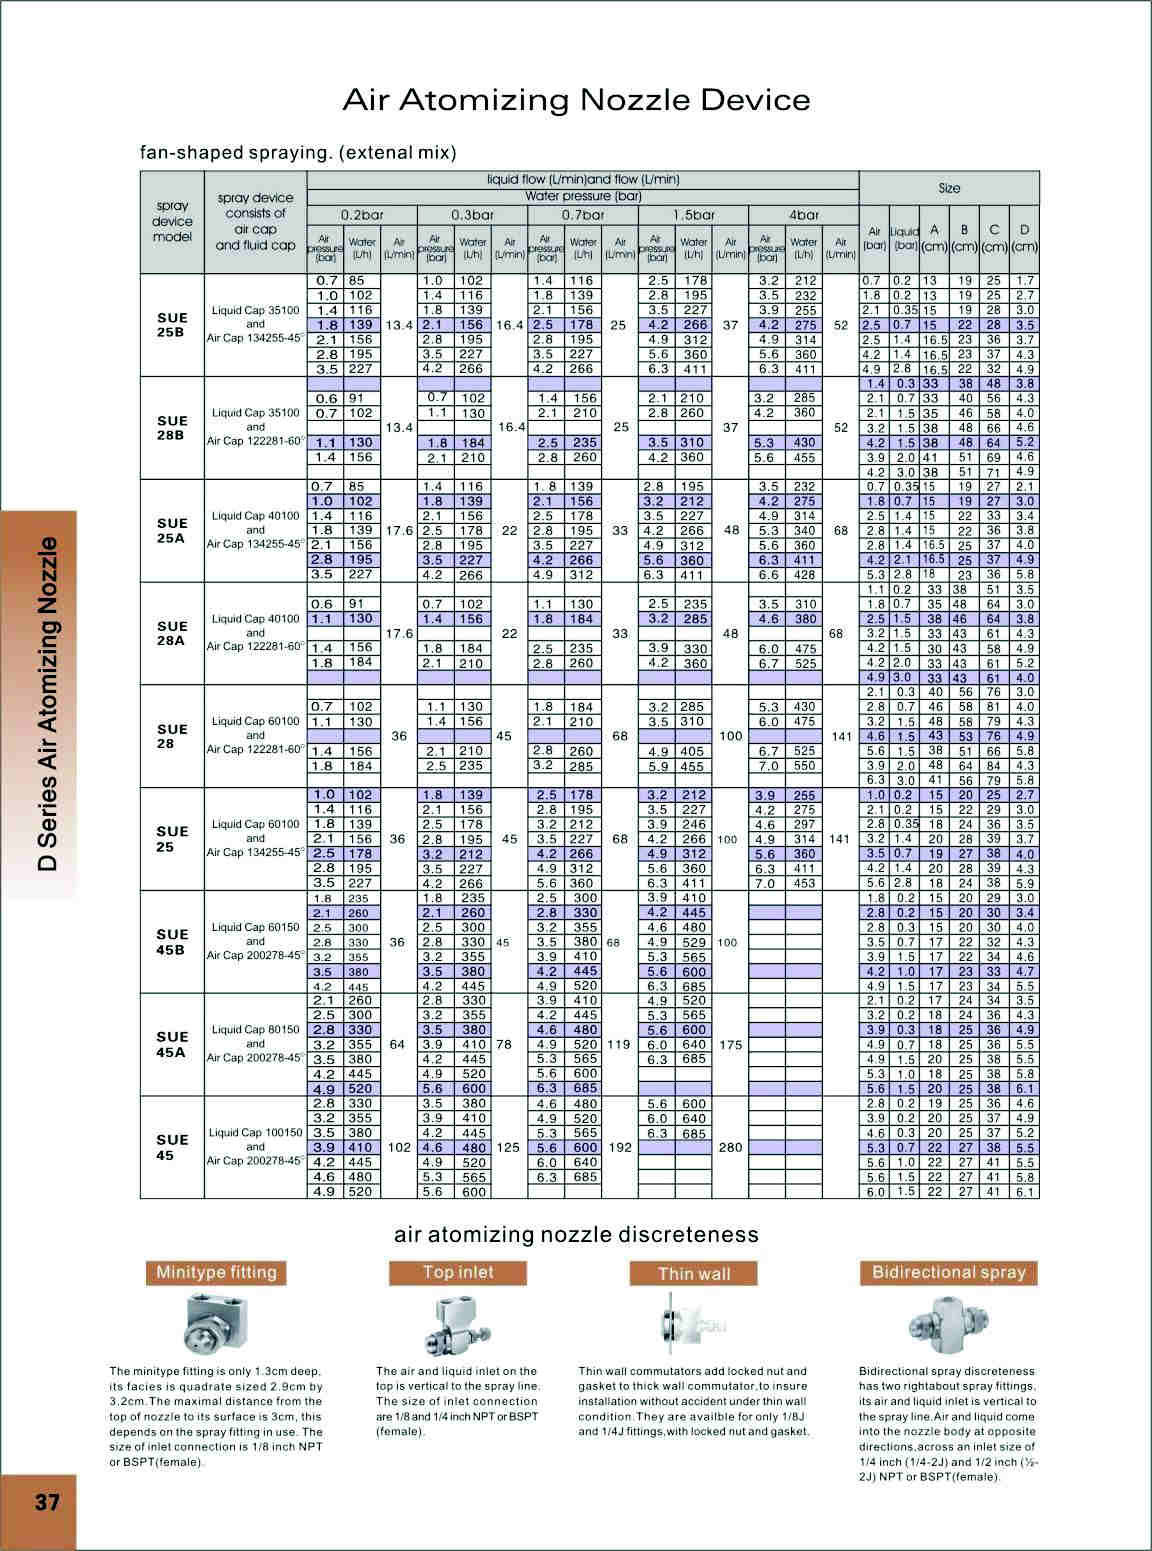 Air Atomizing Nozzle Device
fan-shaped spraying. (extenal mix)
spray device model
spray device consists of air cap and fluid cap
liquid flow (L/min)and flow (L/min)
Water pressure (bar)
Size
0.2bar 0.3bar 0.7bar 1.5bar 4bar
Air pressure (bar) Water (L/h) Air (L/min) Air pressure (bar) Water (L/h) Air (L/min) Air pressure (bar) Water (L/h) Air (L/min) Air pressure (bar) Water (L/h) Air (L/min) Air pressure (bar) Water (L/h) Air (L/min) Air (bar) Liquid (bar) A (cm) B (cm) C (cm) D (cm)
SUE 25B
Liquid Cap 35100 and Air Cap 134255-45°
13.4 16.4 25 37 52
0.7 85 1.0 102 1.4 116 2.5 178 3.2 212 0.7 0.2 13 19 25 1.7
1.0 102 1.4 116 1.8 139 2.8 195 3.5 232 1.8 0.2 13 19 25 2.7
1.4 116 1.8 139 2.1 156 3.5 227 3.9 255 2.1 0.35 15 19 28 3.0
1.8 139 2.1 156 2.5 178 4.2 266 4.2 275 2.5 0.7 15 22 28 3.5
2.1 156 2.8 195 2.8 195 4.9 312 4.9 314 2.5 1.4 16.5 23 36 3.7
2.8 195 3.5 227 3.5 227 5.6 360 5.6 360 4.2 1.4 16.5 23 37 4.3
3.5 227 4.2 266 4.2 266 6.3 411 6.3 411 4.9 2.8 16.5 22 32 4.9
SUE 28B
Liquid Cap 35100 and Air Cap 122281-60°
13.4 16.4 25 37 52
1.4 0.3 33 38 48 3.8
0.6 91 0.7 102 1.4 156 2.1 210 3.2 285 2.1 0.7 33 40 56 4.3
0.7 102 1.1 130 2.1 210 2.8 260 4.2 360 2.1 1.5 35 46 58 4.0
3.2 1.5 38 48 66 4.6
1.1 130 1.8 184 2.5 235 3.5 310 5.3 430 4.2 1.5 38 48 64 5.2
1.4 156 2.1 210 2.8 260 4.2 360 5.6 455 3.9 2.0 41 51 69 4.6
4.2 3.0 38 51 71 4.9
SUE 25A
Liquid Cap 40100 and Air Cap 134255-45°
17.6 22 33 48 68
0.7 85 1.4 116 1.8 139 2.8 195 3.5 232 0.7 0.35 15 19 27 2.1
1.0 102 1.8 139 2.1 156 3.2 212 4.2 275 1.8 0.7 15 19 27 3.0
1.4 116 2.1 156 2.5 178 3.5 227 4.9 314 2.5 1.4 15 22 33 3.4
1.8 139 2.5 178 2.8 195 4.2 266 5.3 340 2.8 1.4 15 22 36 3.8
2.1 156 2.8 195 3.5 227 4.9 312 5.6 360 2.8 1.4 16.5 25 37 4.0
2.8 195 3.5 227 4.2 266 5.6 360 6.3 411 4.2 2.1 16.5 25 37 4.9
3.5 227 4.2 266 4.9 312 6.3 411 6.6 428 5.3 2.8 18 23 36 5.8
SUE 28A
Liquid Cap 40100 and Air Cap 122281-60°
17.6 22 33 48 68
1.1 0.2 33 38 51 3.5
0.6 91 0.7 102 1.1 130 2.5 235 3.5 310 1.8 0.7 35 48 64 3.0
1.1 130 1.4 156 1.8 184 3.2 285 4.6 380 2.5 1.5 38 46 64 3.8
3.2 1.5 33 43 61 4.3
1.4 156 1.8 184 2.5 235 3.9 330 6.0 475 4.2 1.5 30 43 58 4.9
1.8 184 2.1 210 2.8 260 4.2 360 6.7 525 4.2 2.0 33 43 61 5.2
4.9 3.0 33 43 61 4.0
SUE 28
Liquid Cap 60100 and Air Cap 122281-60°
36 45 68 100 141
2.1 0.3 40 56 76 3.0
0.7 102 1.1 130 1.8 184 3.2 285 5.3 430 2.8 0.7 46 58 81 4.0
1.1 130 1.4 156 2.1 210 3.5 310 6.0 475 3.2 1.5 48 58 79 4.3
4.6 1.5 43 53 76 4.9
1.4 156 2.1 210 2.8 260 4.9 405 6.7 525 5.6 1.5 38 51 66 5.8
1.8 184 2.5 235 3.2 285 5.9 455 7.0 550 3.9 2.0 48 64 84 4.3
6.3 3.0 41 56 79 5.8
SUE 25
Liquid Cap 60100 and Air Cap 134255-45°
36 45 68 100 141
1.0 102 1.8 139 2.5 178 3.2 212 3.9 255 1.0 0.2 15 20 25 2.7
1.4 116 2.1 156 2.8 195 3.5 227 4.2 275 2.1 0.2 15 22 29 3.0
1.8 139 2.5 178 3.2 212 3.9 246 4.6 297 2.8 0.35 18 24 36 3.5
2.1 156 2.8 195 3.5 227 4.2 266 4.9 314 3.2 1.4 20 28 39 3.7
2.5 178 3.2 212 4.2 266 4.9 312 5.6 360 3.5 0.7 19 27 38 4.0
2.8 195 3.5 227 4.9 312 5.6 360 6.3 411 4.2 1.4 20 28 39 4.3
3.5 227 4.2 266 5.6 360 6.3 411 7.0 453 5.6 2.8 18 24 38 5.9
SUE 45B
Liquid Cap 60150 and Air Cap 200278-45°
36 45 68 100
1.8 235 1.8 235 2.5 300 3.9 410 1.8 0.2 15 20 29 3.0
2.1 260 2.1 260 2.8 330 4.2 445 2.8 0.2 15 20 30 3.4
2.5 300 2.5 300 3.2 355 4.6 480 2.8 0.3 15 20 30 4.0
2.8 330 2.8 330 3.5 380 4.9 529 3.5 0.7 17 22 32 4.3
3.2 355 3.2 355 3.9 410 5.3 565 3.9 1.5 17 22 34 4.6
3.5 380 3.5 380 4.2 445 5.6 600 4.2 1.0 17 23 33 4.7
4.2 445 4.2 445 4.9 520 6.3 685 4.9 1.5 17 23 34 5.5
SUE 45A
Liquid Cap 80150 and Air Cap 200278-45°
64 78 119 175
2.1 260 2.8 330 3.9 410 4.9 520 2.1 0.2 17 24 34 3.5
2.5 300 3.2 355 4.2 445 5.3 565 3.2 0.2 18 24 36 4.3
2.8 330 3.5 380 4.6 480 5.6 600 3.9 0.3 18 25 36 4.9
3.2 355 3.9 410 4.9 520 6.0 640 4.9 0.7 18 25 36 5.5
3.5 380 4.2 445 5.3 565 6.3 685 4.9 1.5 20 25 38 5.5
4.2 445 4.9 520 5.6 600 5.3 1.0 18 25 38 5.8
4.9 520 5.6 600 6.3 685 5.6 1.5 20 25 38 6.1
SUE 45
Liquid Cap 100150 and Air Cap 200278-45°
102 125 192 280
2.8 330 3.5 380 4.6 480 5.6 600 2.8 0.2 19 25 36 4.6
3.2 355 3.9 410 4.9 520 6.0 640 3.9 0.2 20 25 37 4.9
3.5 380 4.2 445 5.3 565 6.3 685 4.6 0.3 20 25 37 5.2
3.9 410 4.6 480 5.6 600 5.3 0.7 22 27 38 5.5
4.2 445 4.9 520 6.0 640 5.6 1.0 22 27 41 5.5
4.6 480 5.3 565 6.3 685 5.6 1.5 22 27 41 5.8
4.9 520 5.6 600 6.0 1.5 22 27 41 6.1
D Series Air Atomizing Nozzle
air atomizing nozzle discreteness
Minitype fitting
The minitype fitting is only 1.3cm deep,
its facies is quadrate sized 2.9cm by
3.2cm.The maximal distance from the
top of nozzle to its surface is 3cm, this
depends on the spray fitting in use. The
size of inlet connection is 1/8 inch NPT
or BSPT(female).
Top inlet
The air and liquid inlet on the
top is vertical to the spray line.
The size of inlet connection
are 1/8 and 1/4 inch NPT or BSPT
(female).
Thin wall
Thin wall commutators add locked nut and
gasket to thick wall commutator,to insure
installation without accident under thin wall
condition.They are availble for only 1/8J
and 1/4J fittings,with locked nut and gasket.
Bidirectional spray
Bidirectional spray discreteness
has two rightabout spray fittings,
its air and liquid inlet is vertical to
the spray line.Air and liquid come
into the nozzle body at opposite
directions,across an inlet size of
1/4 inch (1/4-2J) and 1/2 inch (½-
2J) NPT or BSPT(female).
37